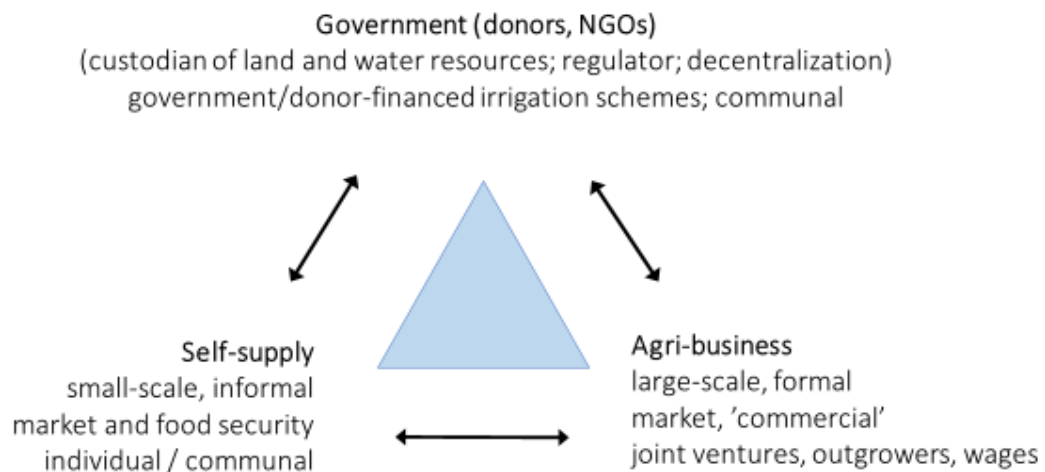 Government (donors, NGOs)
(custodian of land and water resources; regulator; decentralization)
government/donor-financed irrigation schemes; communal
Self-supply
small-scale, informal
market and food security
individual / communal
Agri-business
large-scale, formal
market, ’commercial’
joint ventures, outgrowers, wages